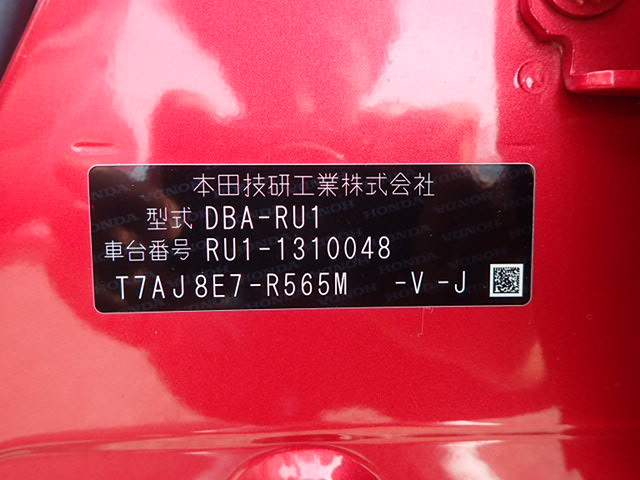 本田技研工業株式会社
型式 DBA-RU1
車台番号 RU1-1310048
T7AJ8E7-R565M -V -J